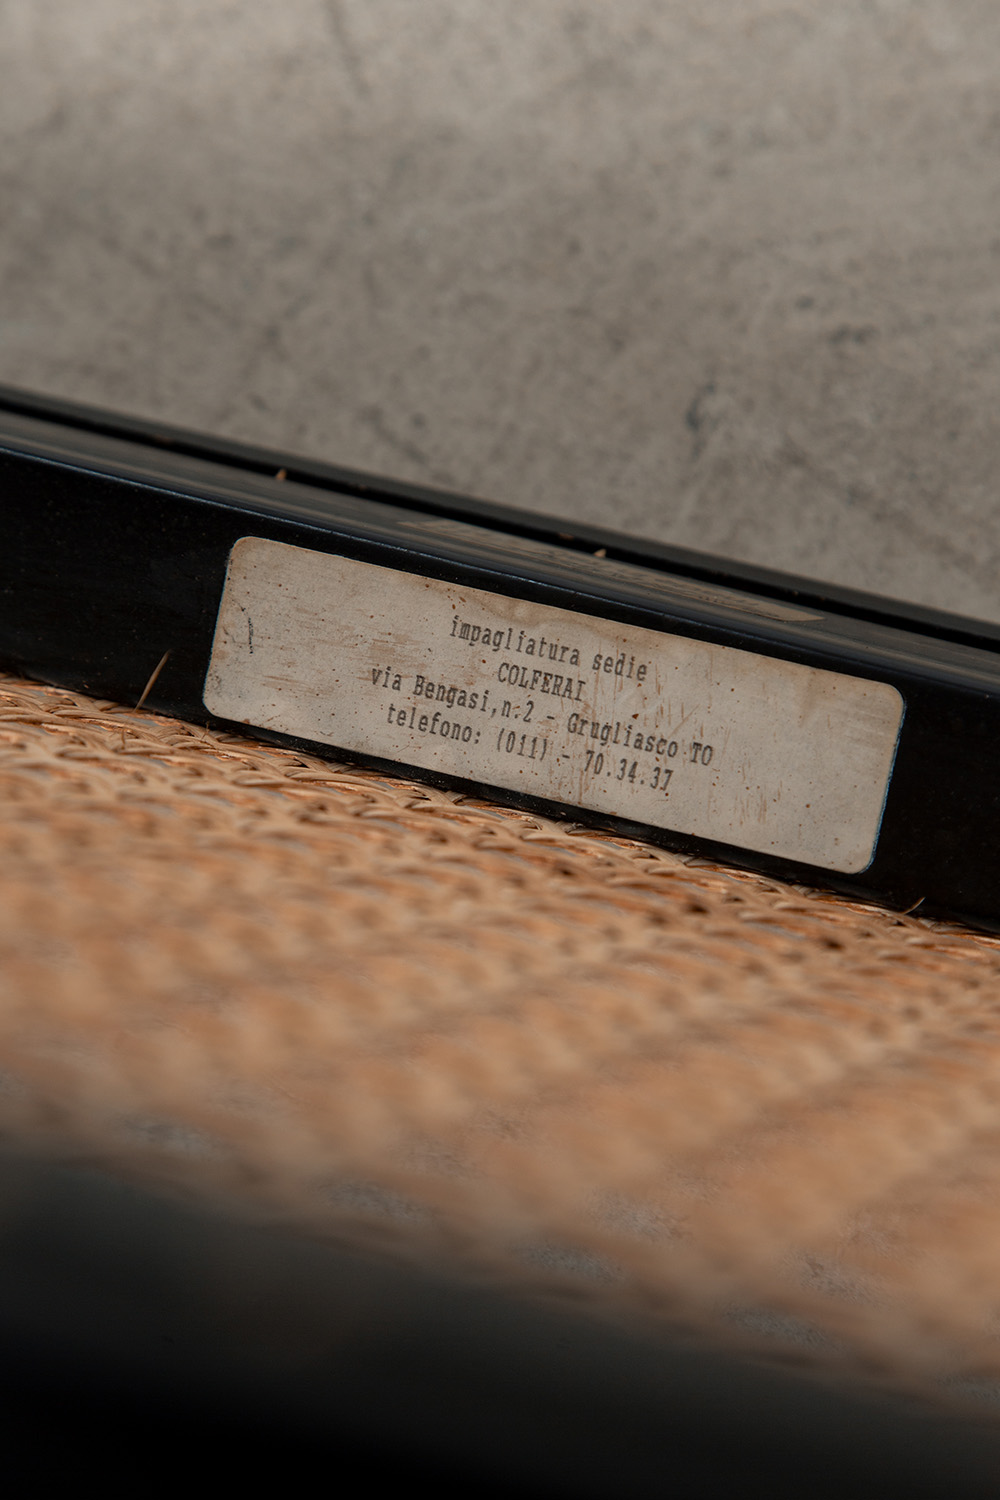 impagliatura sedie
COLFERAI
via Bengasi,n.2 - Grugliasco TO
telefono: (011) - 70.34.37